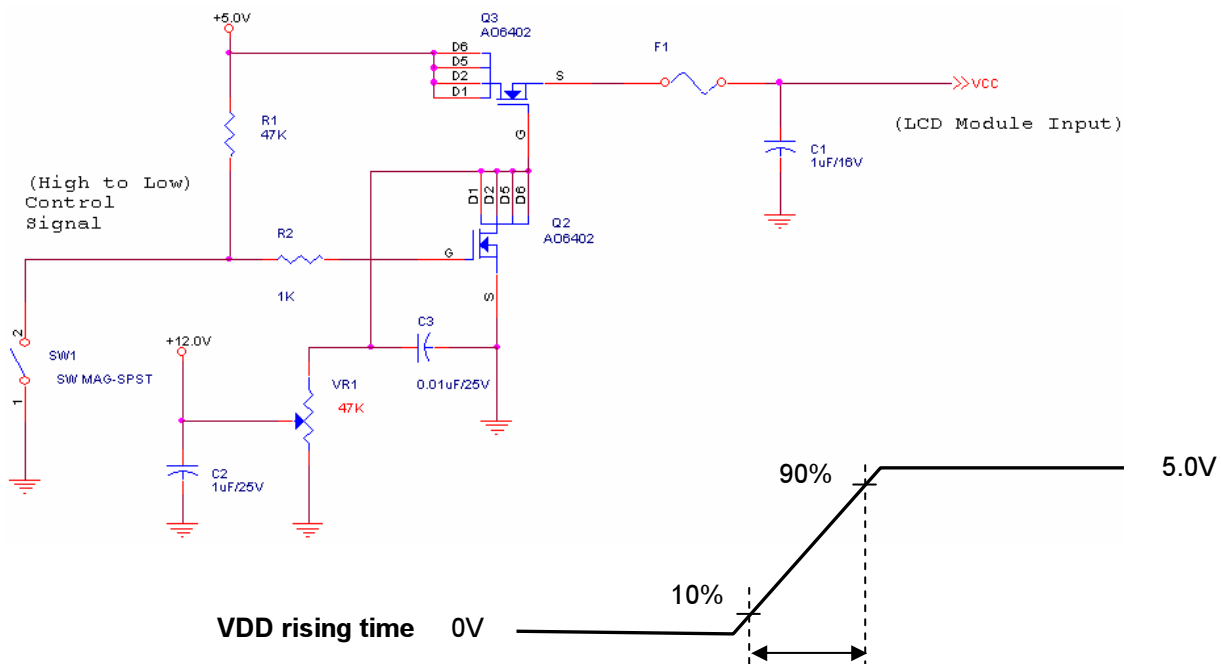 +5.0V
Q3
AO6402
D6
D5
D2
D1
S
G
F1
VCC
(LCD Module Input)
R1
47K
C1
1uF/16V
(High to Low)
Control
Signal
D1
D2
D5
D6
Q2
AO6402
R2
1K
G
S
+12.0V
C3
0.01uF/25V
2
SW1
SW MAG-SPST
1
VR1
47K
C2
1uF/25V
90%
5.0V
10%
VDD rising time 0V